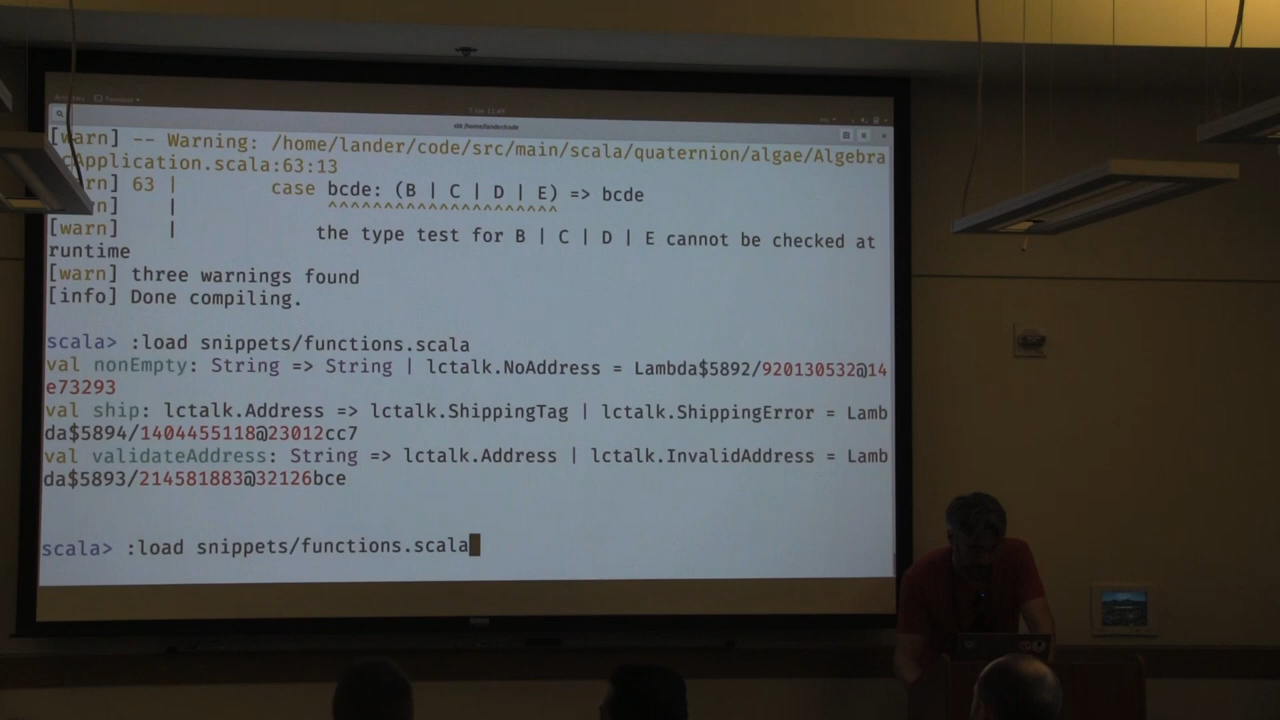 [warn] -- Warning: /home/lander/code/src/main/scala/quaternion/algae/Algebra
cApplication.scala:63:13
rn] 63 | case bcde: (B | C | D | E) => bcde
rn] | ^^^^^^^^^^^^^^^^^^^^^
[warn] | the type test for B | C | D | E cannot be checked at
runtime
[warn] three warnings found
[info] Done compiling.
scala> :load snippets/functions.scala
val nonEmpty: String => String | lctalk.NoAddress = Lambda$5892/920130532@14
e73293
val ship: lctalk.Address => lctalk.ShippingTag | lctalk.ShippingError = Lamb
da$5894/1404455118@23012cc7
val validateAddress: String => lctalk.Address | lctalk.InvalidAddress = Lamb
da$5893/214581883@32126bce
scala> :load snippets/functions.scala